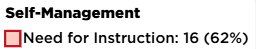 Self-Management
Need for Instruction: 16 (62%)